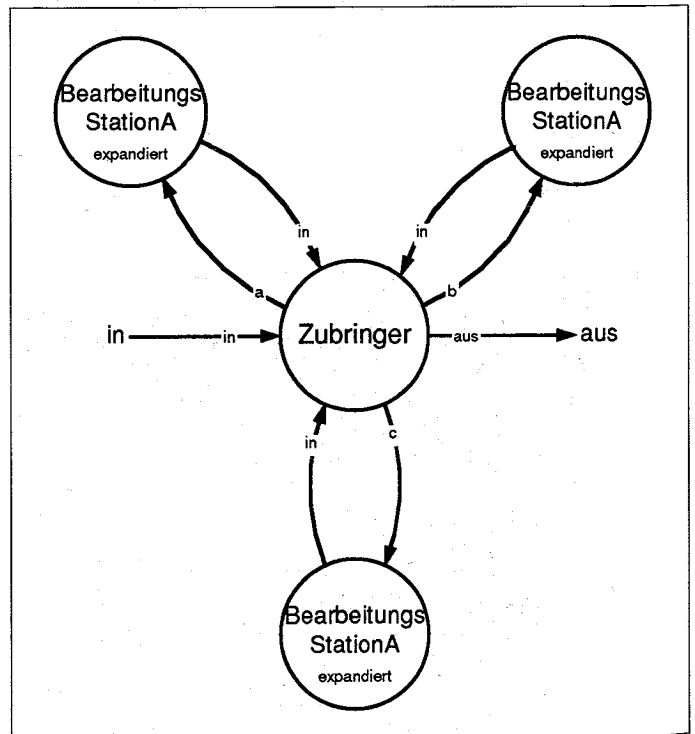 Bearbeitungs
StationA
expandiert
Bearbeitungs
StationA
expandiert
in
in
a
b
in
in
Zubringer
aus
aus
in
c
Bearbeitungs
StationA
expandiert